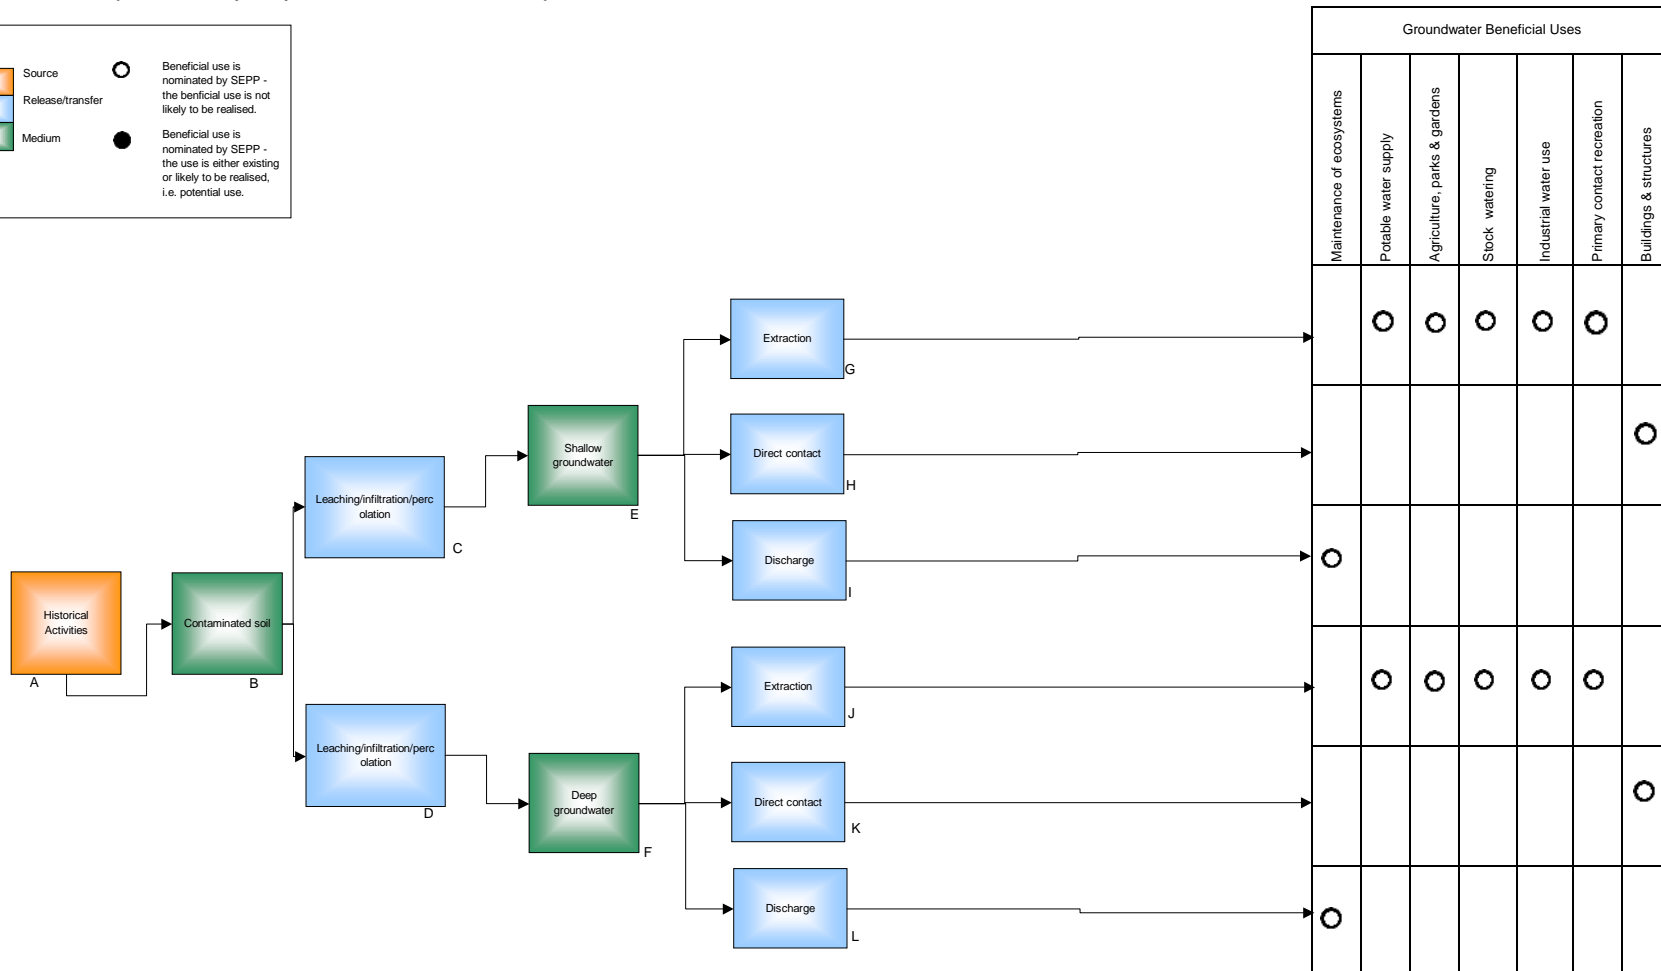 Source
Release/transfer
Medium
Beneficial use is
nominated by SEPP -
the benficial use is not
likely to be realised.
Beneficial use is
nominated by SEPP -
the use is either existing
or likely to be realised,
i.e. potential use.
Groundwater Beneficial Uses
Maintenance of ecosystems
Potable water supply
Agriculture, parks & gardens
Stock watering
Industrial water use
Primary contact recreation
Buildings & structures
Extraction
G
Shallow
groundwater
E
Direct contact
H
Leaching/infiltration/perc
olation
C
Discharge
I
Historical
Activities
A
Contaminated soil
B
Extraction
J
Leaching/infiltration/perc
olation
D
Deep
groundwater
F
Direct contact
K
Discharge
L